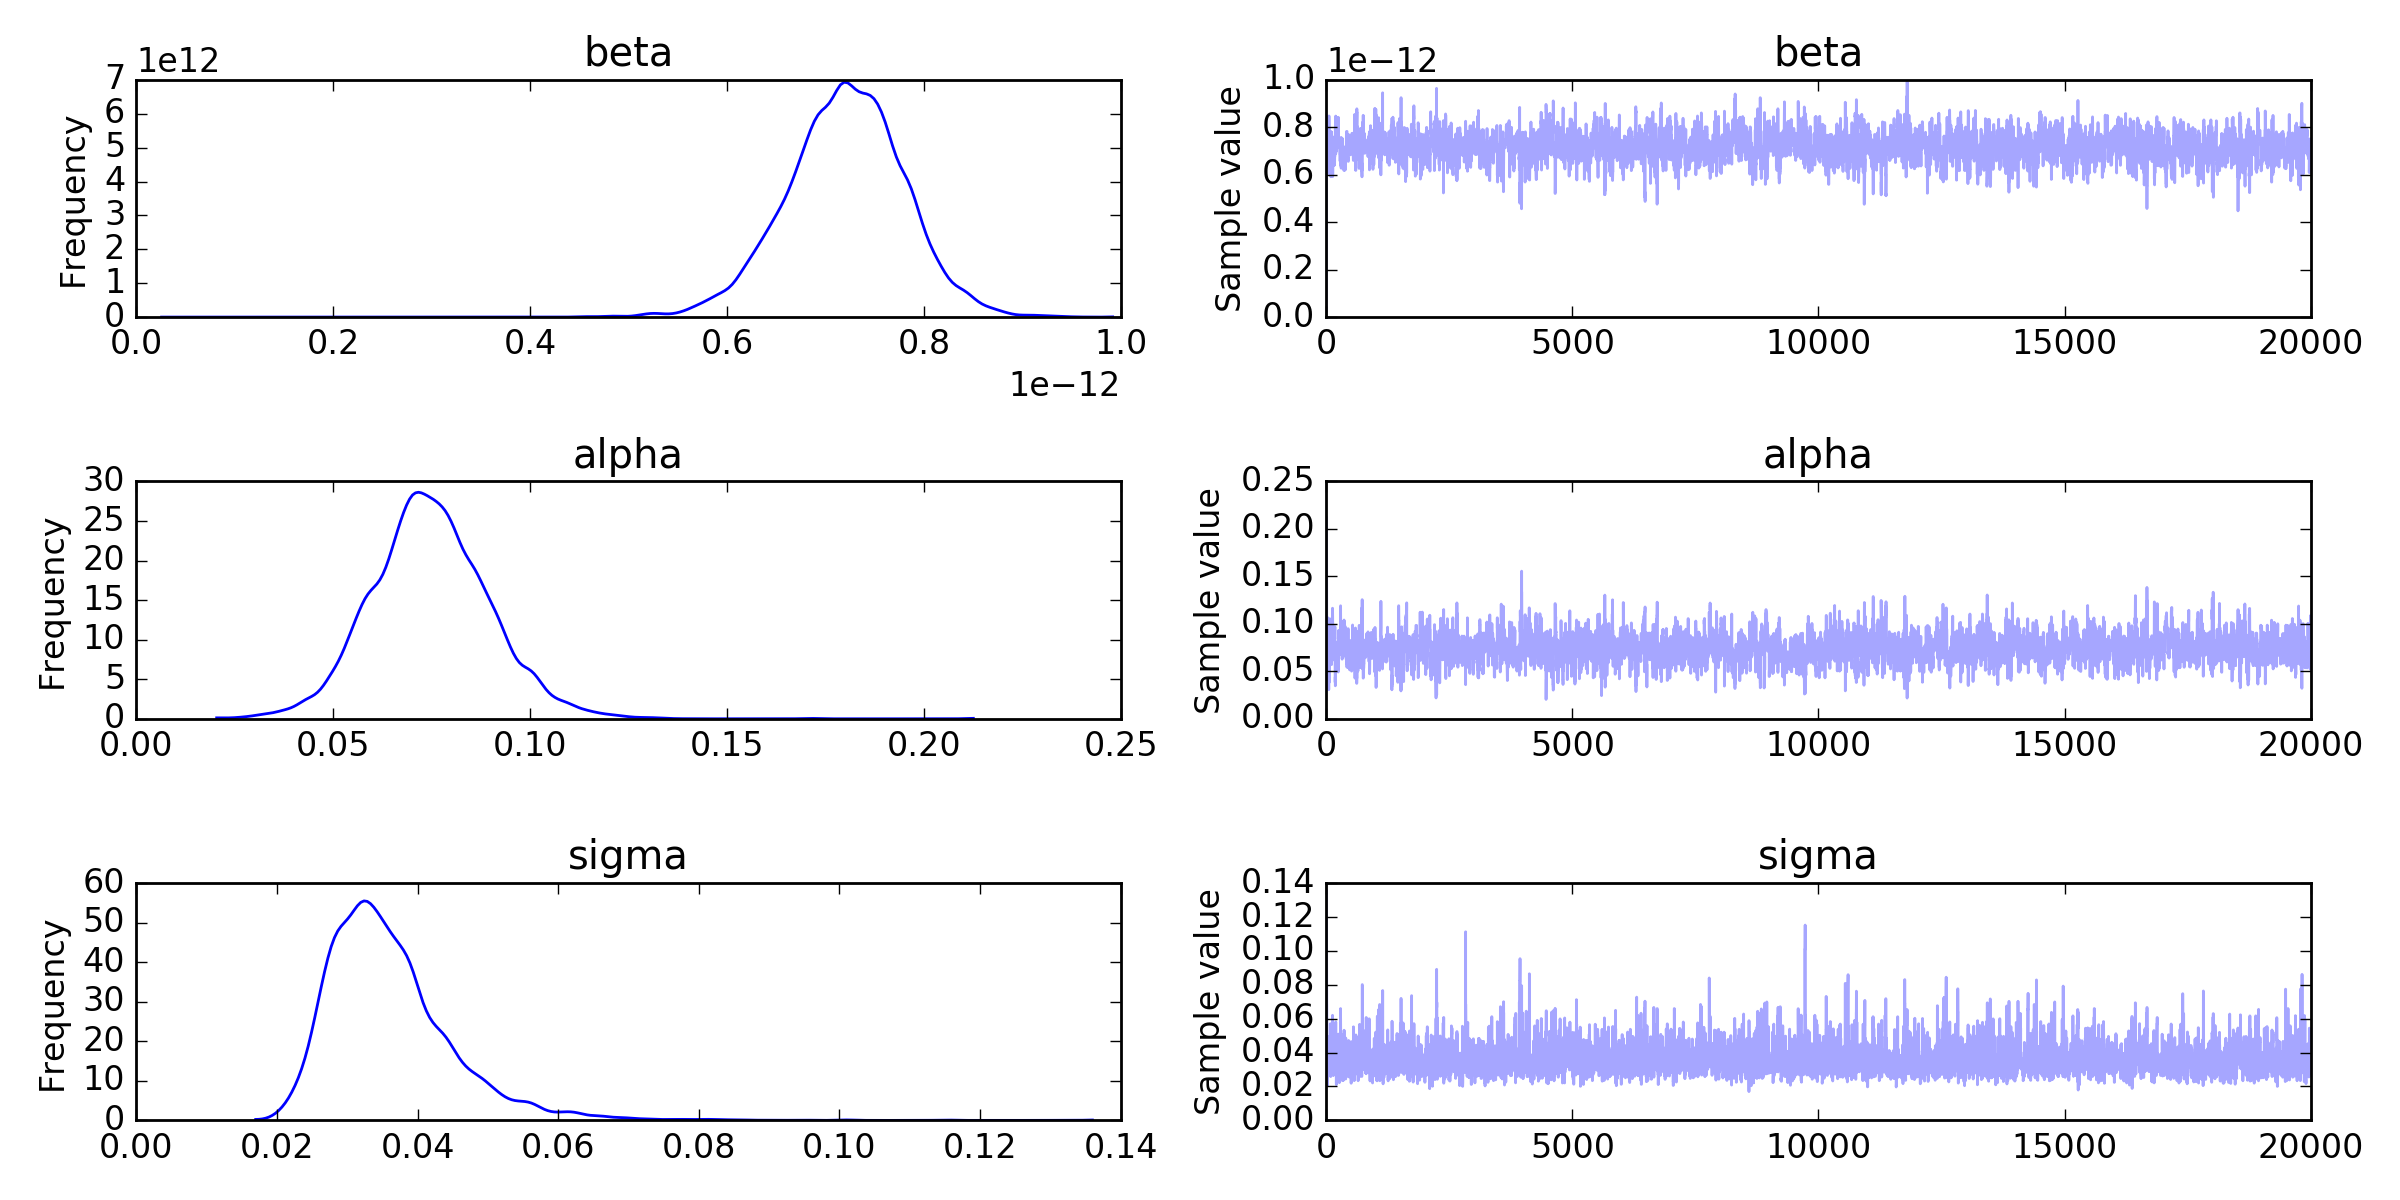 beta
1e12
7
6
5
4
3
2
1
0
Frequency
0.0 0.2 0.4 0.6 0.8 1.0
1e−12
beta
1e−12
1.0
0.8
0.6
0.4
0.2
0.0
Sample value
0 5000 10000 15000 20000
alpha
30
25
20
15
10
5
0
Frequency
0.00 0.05 0.10 0.15 0.20 0.25
alpha
0.25
0.20
0.15
0.10
0.05
0.00
Sample value
0 5000 10000 15000 20000
sigma
60
50
40
30
20
10
0
Frequency
0.00 0.02 0.04 0.06 0.08 0.10 0.12 0.14
sigma
0.14
0.12
0.10
0.08
0.06
0.04
0.02
0.00
Sample value
0 5000 10000 15000 20000